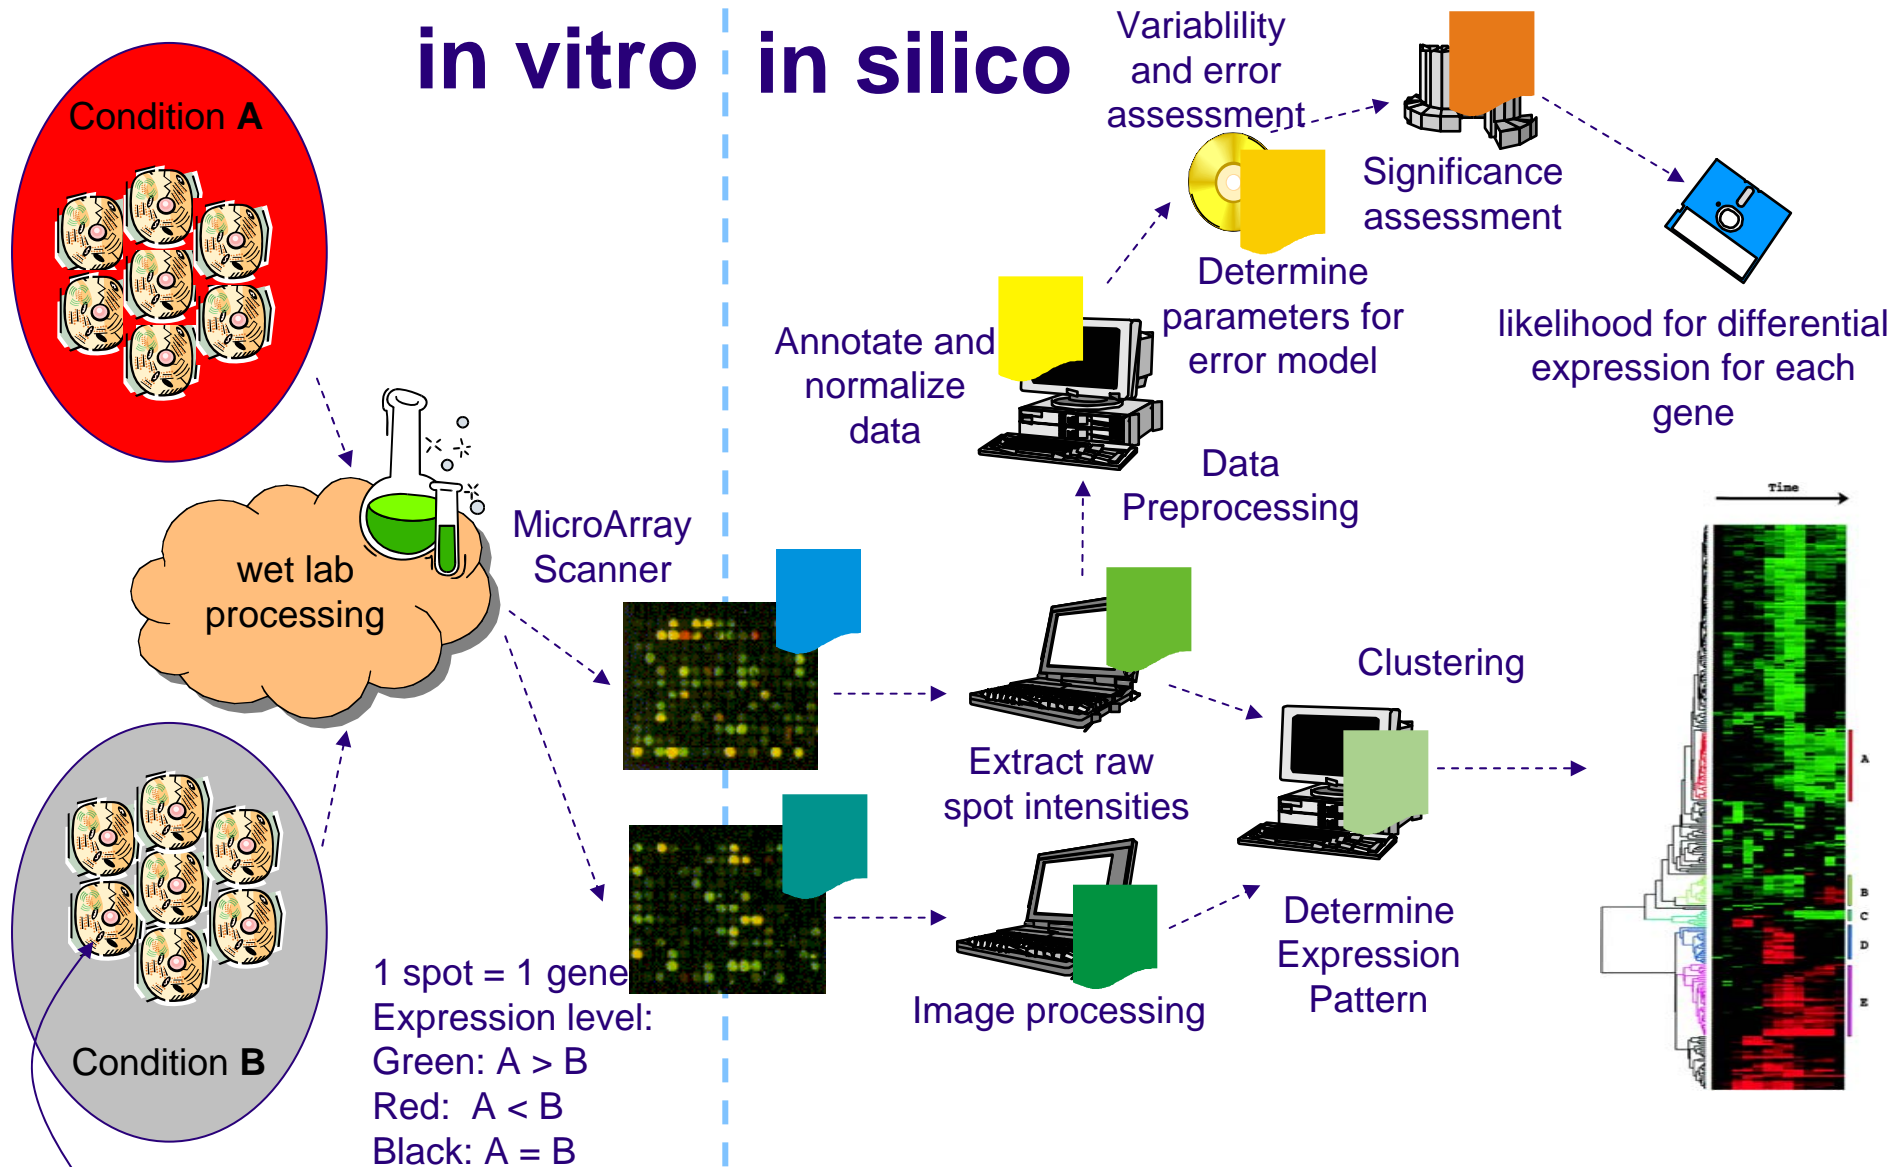 in vitro
in silico
Condition A
wet lab
processing
Condition B
MicroArray
Scanner
1 spot = 1 gene
Expression level:
Green: A > B
Red: A < B
Black: A = B
Variablility
and error
assessment
Significance
assessment
Determine
parameters for
error model
likelihood for differential
expression for each
gene
Annotate and
normalize
data
Data
Preprocessing
Extract raw
spot intensities
Image processing
Clustering
Determine
Expression
Pattern
Time
A
B
C
D
E